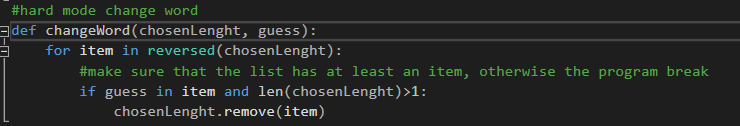 #hard mode change word
def changeWord(chosenLenght, guess):
for item in reversed(chosenLenght):
#make sure that the list has at least an item, otherwise the program break
if guess in item and len(chosenLenght)>1:
chosenLenght.remove(item)